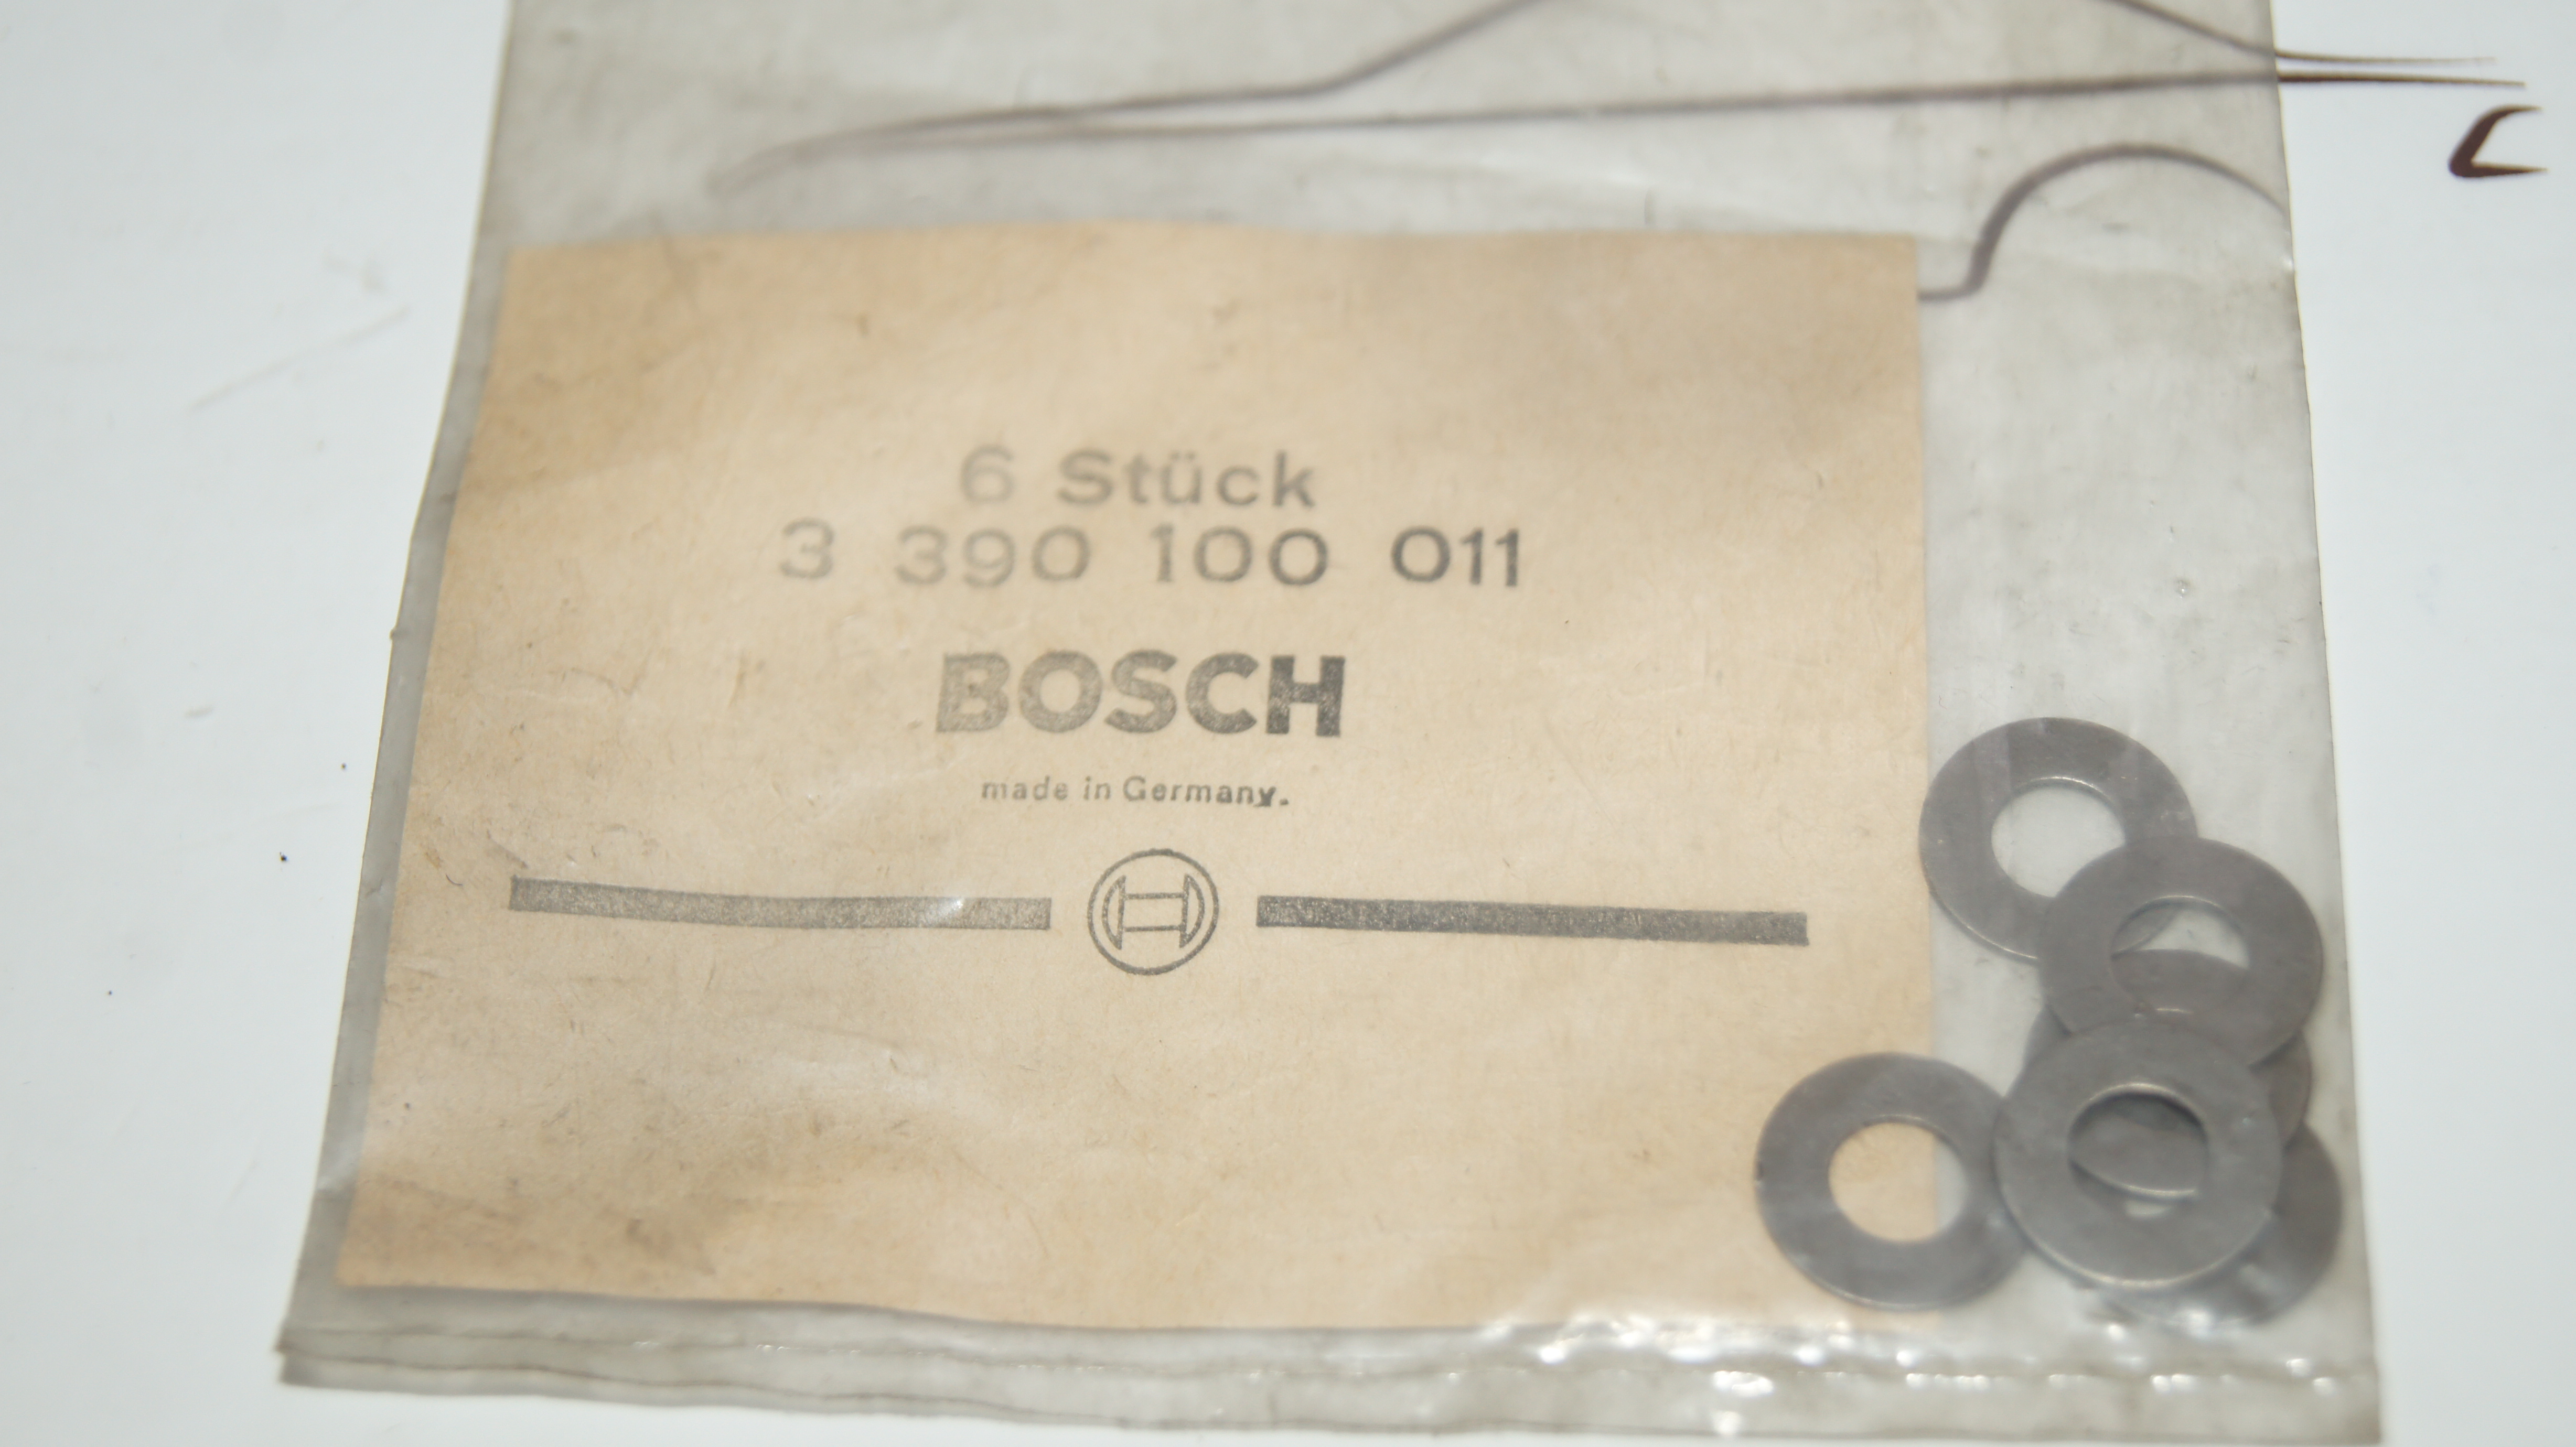 6 Stück
3 390 100 011
BOSCH
made in Germany.